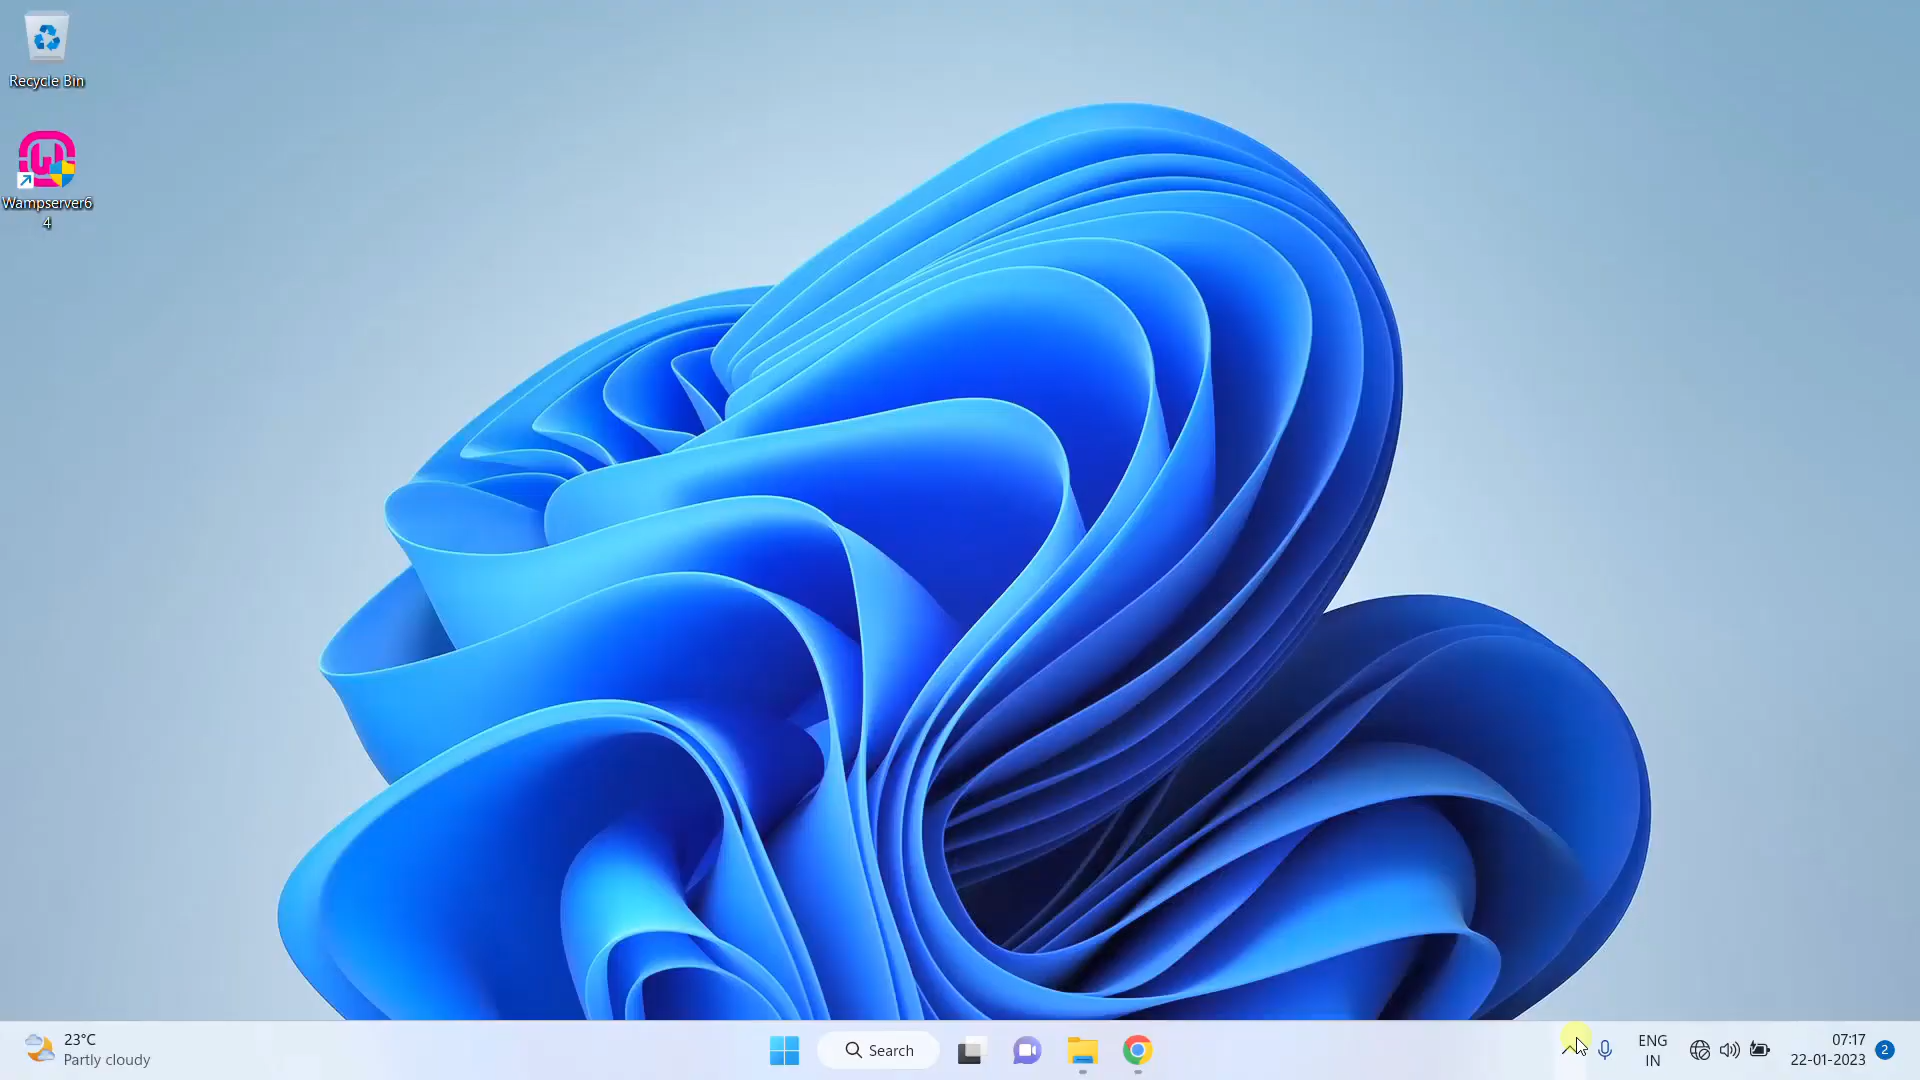 Recycle Bin
Wampserver6
4
23°C
Partly cloudy
Search
ENG
IN
07:17
22-01-2023
2